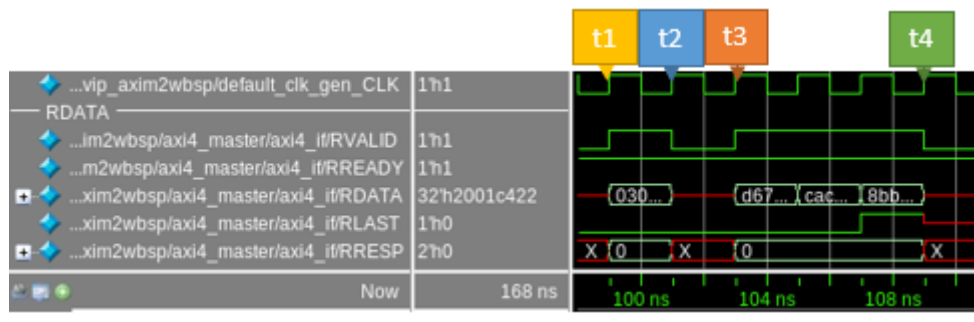 t1 t2 t3 t4
...vip_axim2wbsp/default_clk_gen_CLK 1'h1
RDATA
...im2wbsp/axi4_master/axi4_if/RVALID 1'h1
...m2wbsp/axi4_master/axi4_if/RREADY 1'h1
...xim2wbsp/axi4_master/axi4_if/RDATA 32'h2001c422 030... d67... cac... 8bb...
...xim2wbsp/axi4_master/axi4_if/RLAST 1'h0
...xim2wbsp/axi4_master/axi4_if/RRESP 2'h0 X 0 X 0 X
Now 168 ns 100 ns 104 ns 108 ns